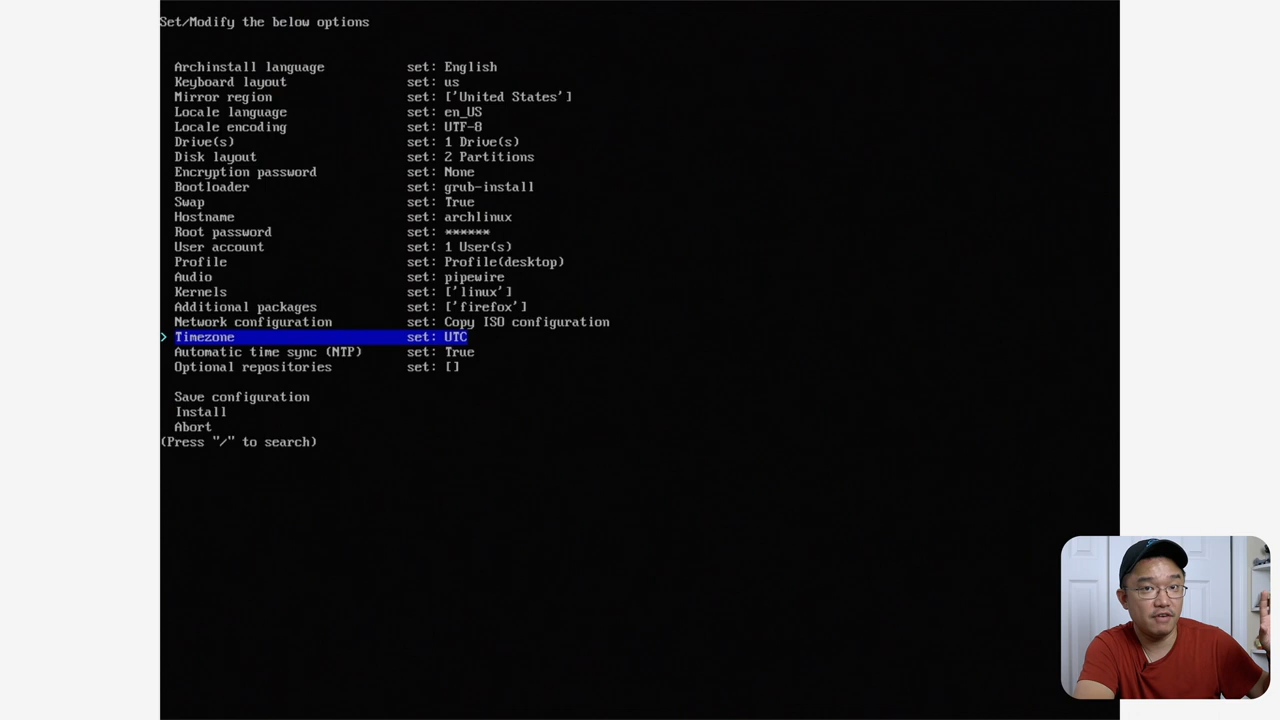 Set/Modify the below options
Archinstall language set: English
Keyboard layout set: us
Mirror region set: ['United States']
Locale language set: en_US
Locale encoding set: UTF-8
Drive(s) set: 1 Drive(s)
Disk layout set: 2 Partitions
Encryption password set: None
Bootloader set: grub-install
Swap set: True
Hostname set: archlinux
Root password set: ******
User account set: 1 User(s)
Profile set: Profile(desktop)
Audio set: pipewire
Kernels set: ['linux']
Additional packages set: ['firefox']
Network configuration set: Copy ISO configuration
> Timezone set: UTC
Automatic time sync (NTP) set: True
Optional repositories set: []
Save configuration
Install
Abort
(Press "/" to search)